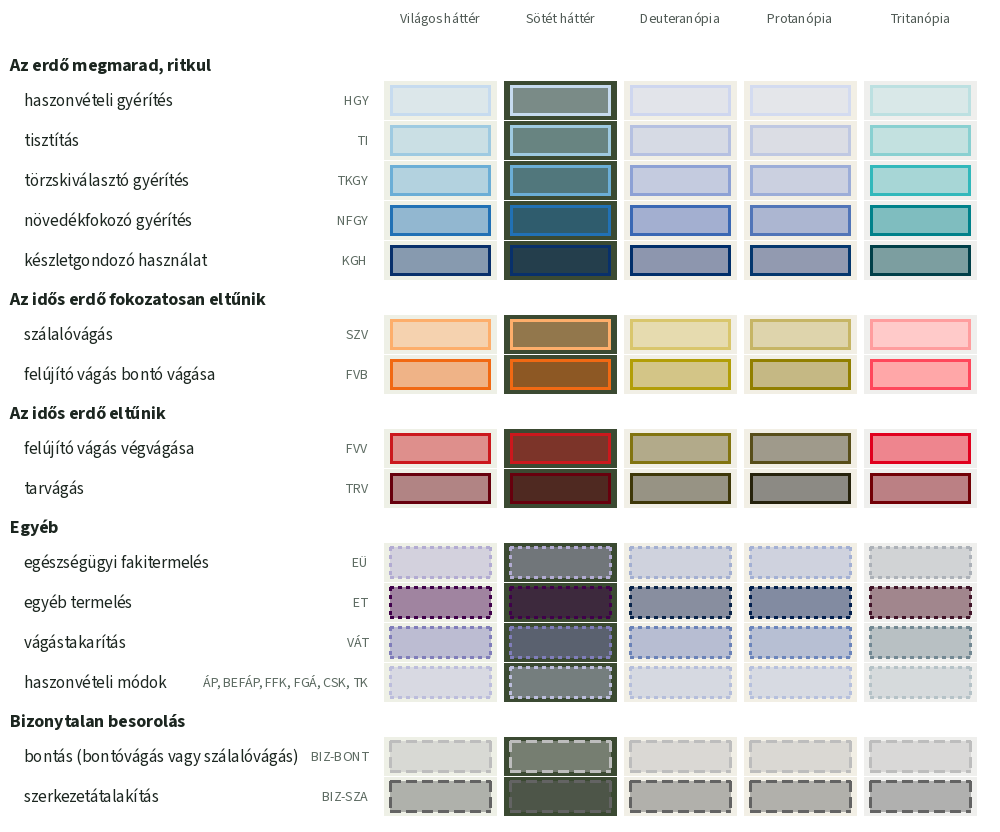 Világos háttér Sötét háttér Deuteranópia Protanópia Tritanópia
Az erdő megmarad, ritkul
haszonvételi gyérítés HGY
tisztítás TI
törzskiválasztó gyérítés TKGY
növedékfokozó gyérítés NFGY
készletgondozó használat KGH
Az idős erdő fokozatosan eltűnik
szálalóvágás SZV
felújító vágás bontó vágása FVB
Az idős erdő eltűnik
felújító vágás végvágása FVV
tarvágás TRV
Egyéb
egészségügyi fakitermelés EÜ
egyéb termelés ET
vágástakarítás VÁT
haszonvételi módok ÁP, BEFÁP, FFK, FGÁ, CSK, TK
Bizonytalan besorolás
bontás (bontóvágás vagy szálalóvágás) BIZ-BONT
szerkezetátalakítás BIZ-SZA